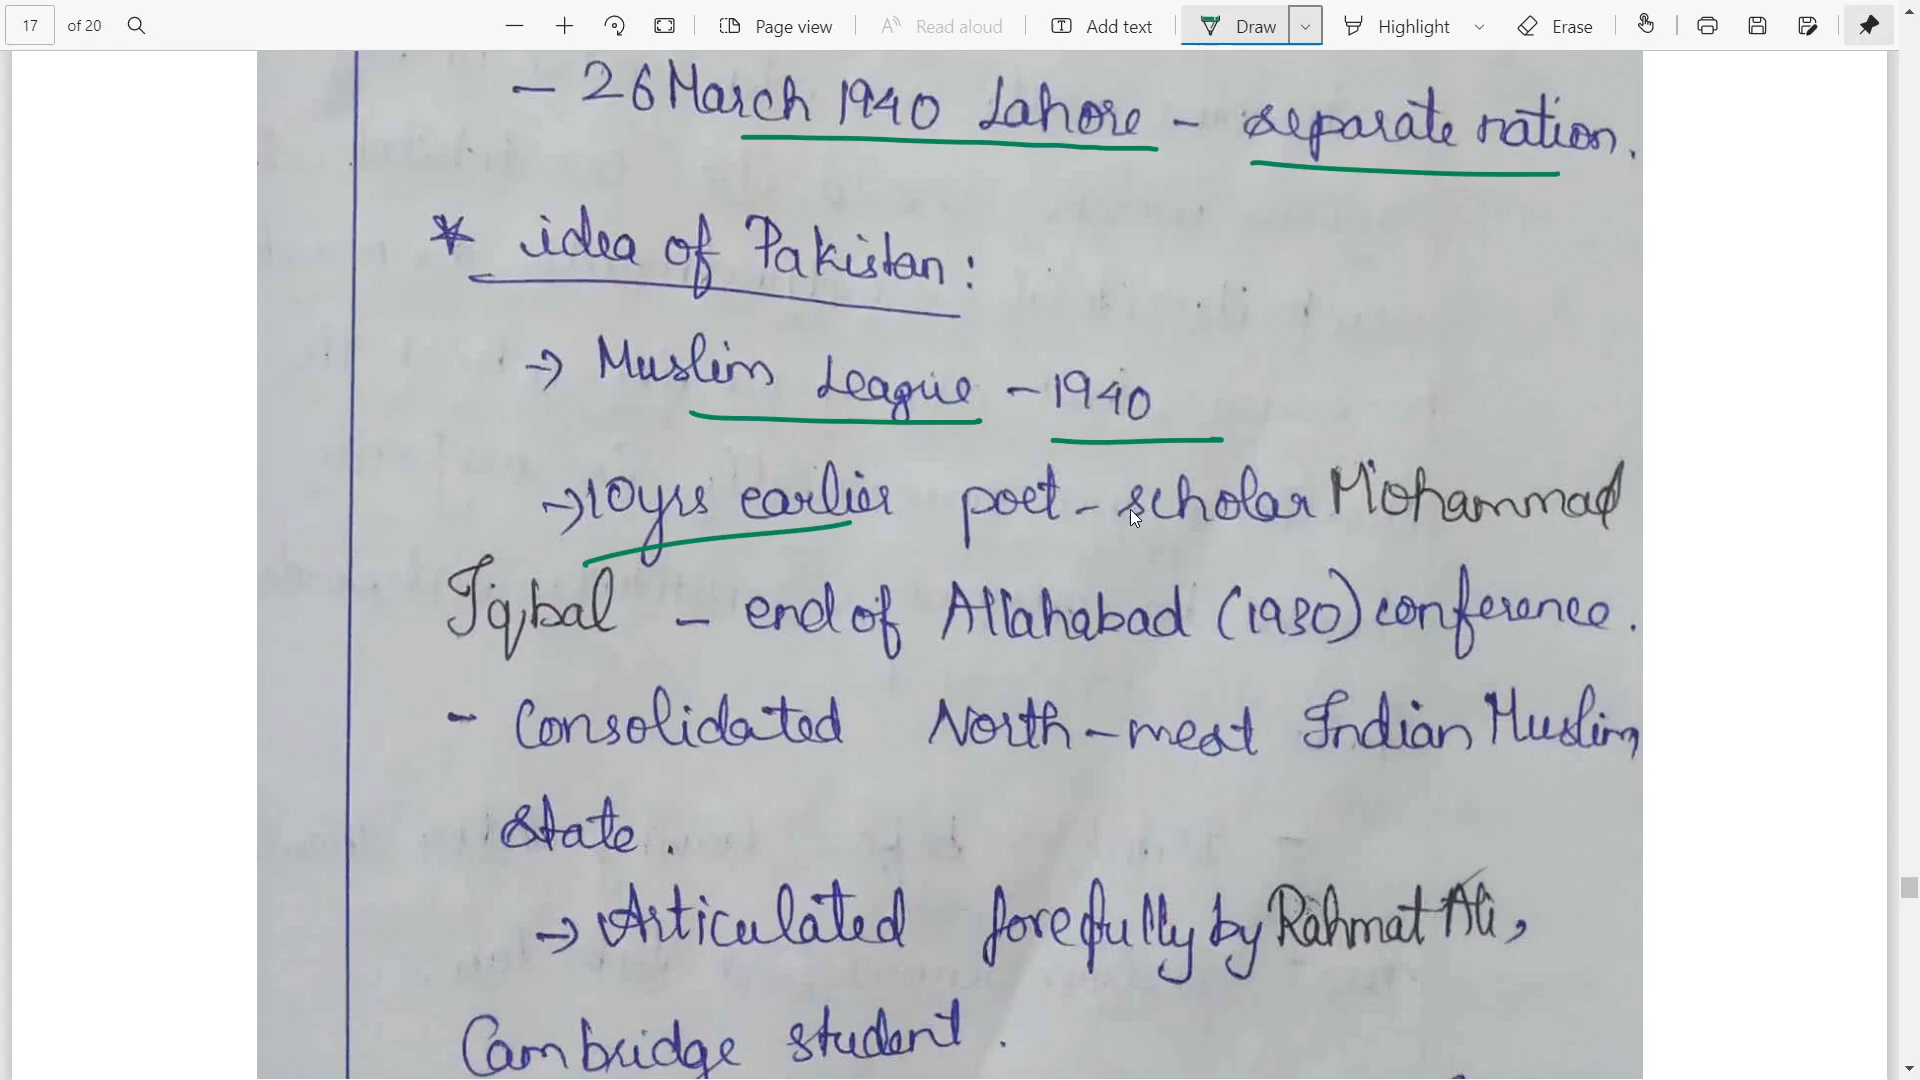 17 of 20 Page view Read aloud Add text Draw Highlight Erase
- 26 March 1940 Lahore - separate nation.
* idea of Pakistan :
→ Muslim League - 1940
→ 10yrs earlier poet - scholar Mohammad
Iqbal - end of Allahabad (1930) conference.
- Consolidated North - west Indian Muslim
state.
→ Articulated forcefully by Rahmat Ali,
Cambridge student.